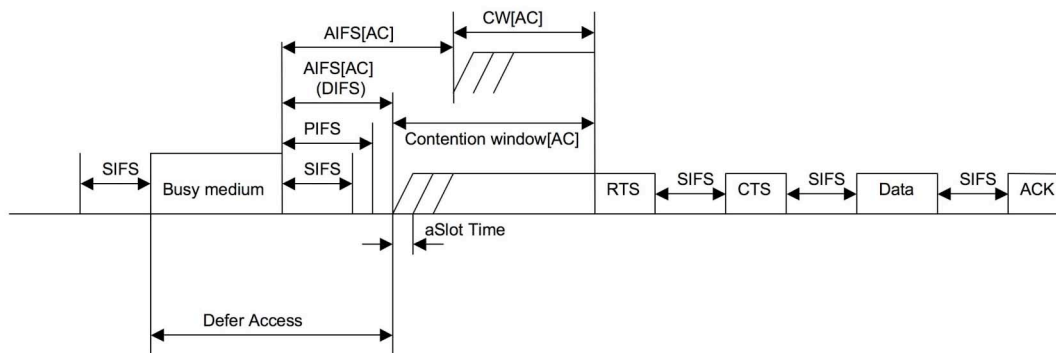 CW[AC]
AIFS[AC]
AIFS[AC]
(DIFS)
PIFS
Contention window[AC]
SIFS
Busy medium
SIFS
RTS
SIFS
CTS
SIFS
Data
SIFS
ACK
aSlot Time
Defer Access